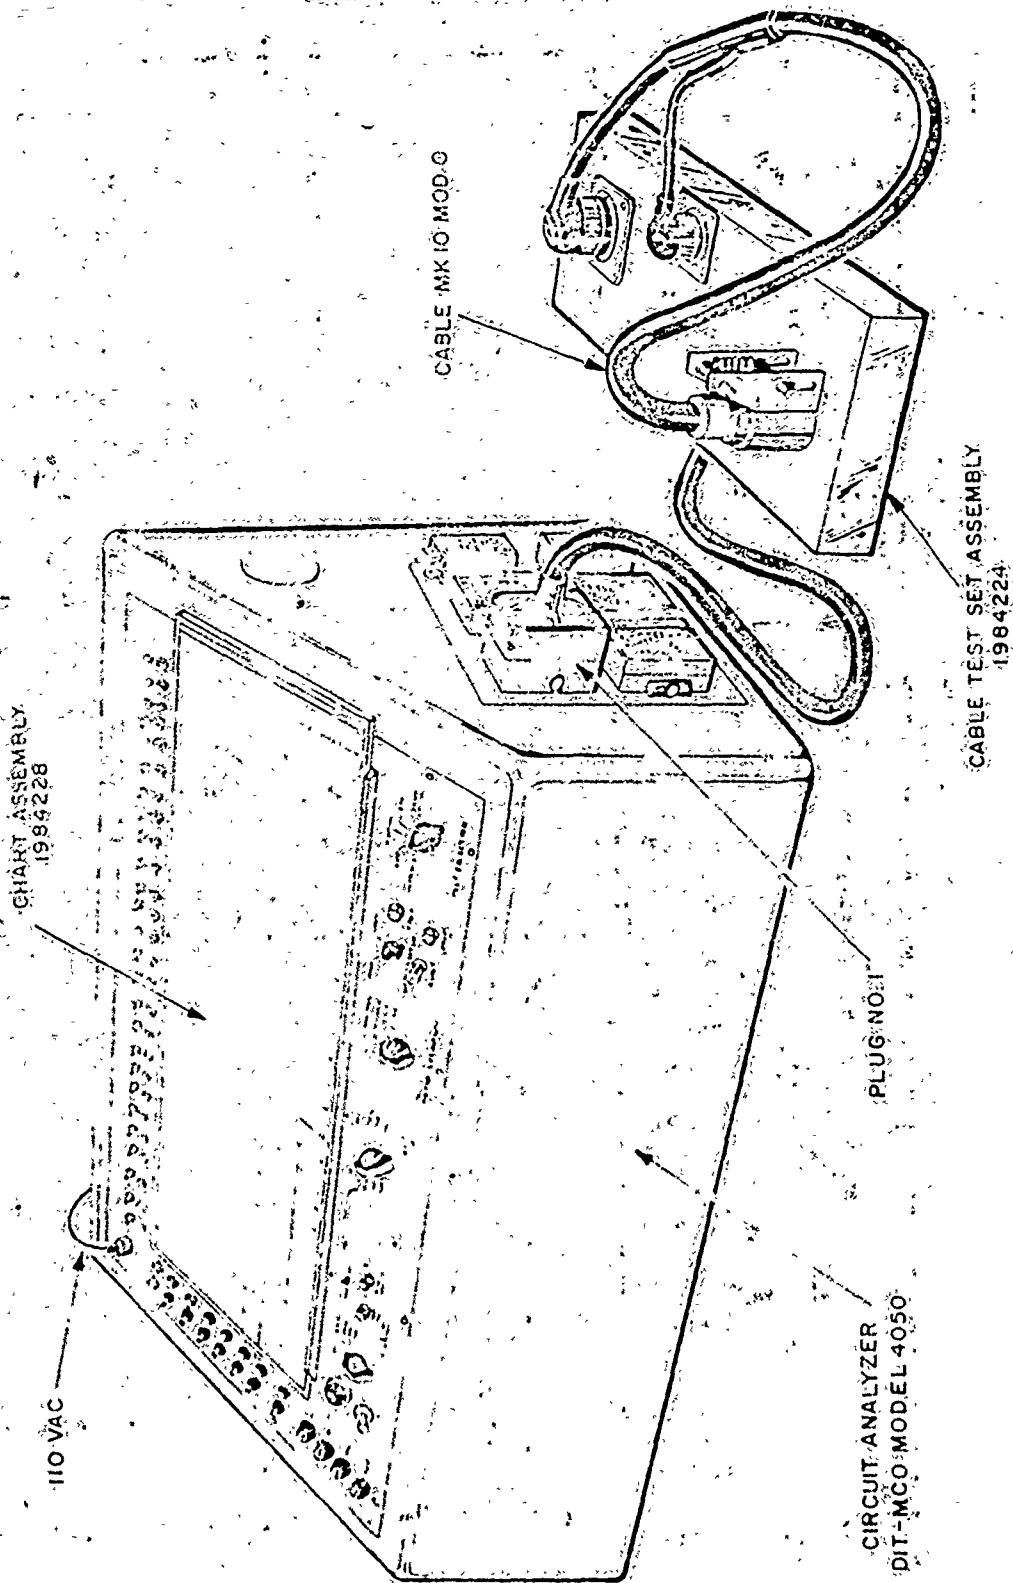 110 VAC
CHART ASSEMBLY
1984228
CABLE MK 10 MOD 0
CIRCUIT ANALYZER
DIT-MCO MODEL 4050
PLUG NO. 1
CABLE TEST SET ASSEMBLY
1984224